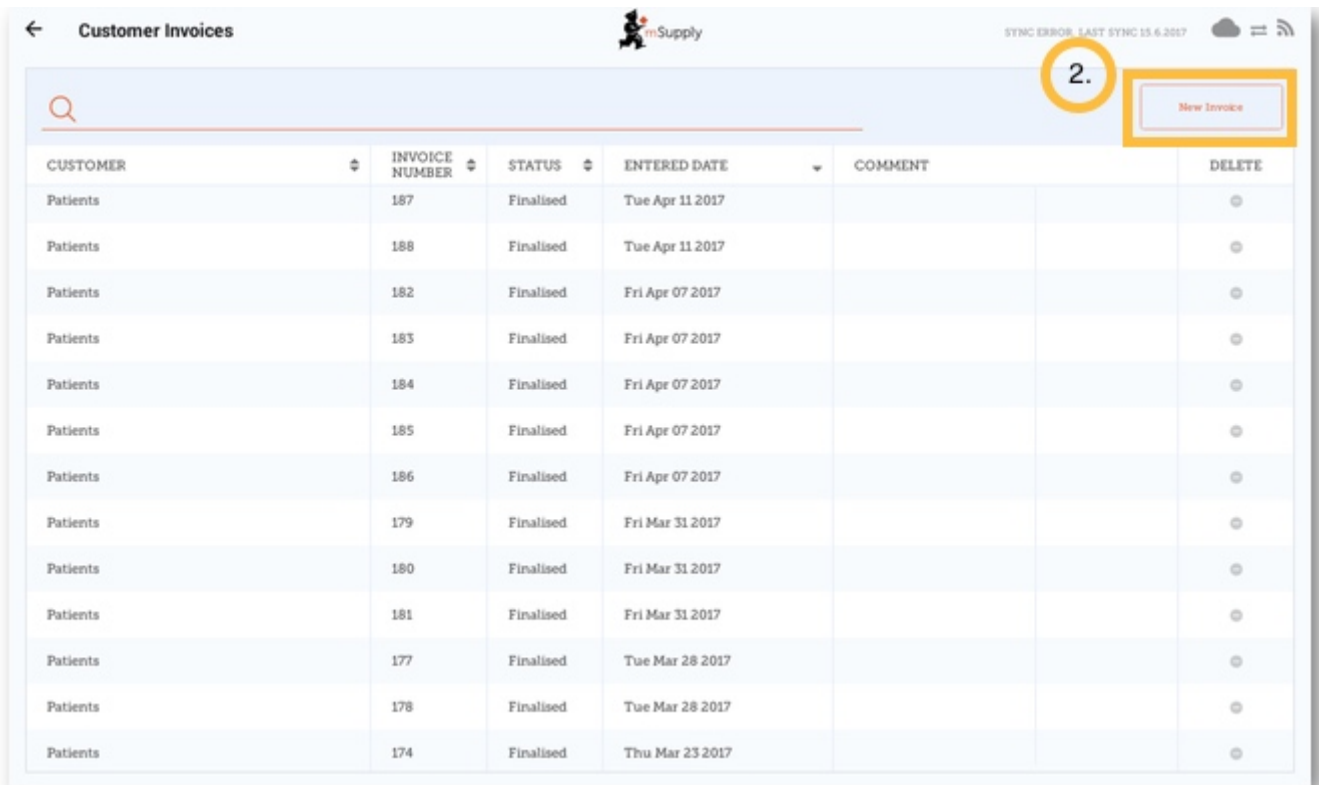 Customer Invoices
mSupply
SYNC ERROR. LAST SYNC 15.6.2017
2.
New Invoice
CUSTOMER INVOICE NUMBER STATUS ENTERED DATE COMMENT DELETE
Patients 187 Finalised Tue Apr 11 2017
Patients 188 Finalised Tue Apr 11 2017
Patients 182 Finalised Fri Apr 07 2017
Patients 183 Finalised Fri Apr 07 2017
Patients 184 Finalised Fri Apr 07 2017
Patients 185 Finalised Fri Apr 07 2017
Patients 186 Finalised Fri Apr 07 2017
Patients 179 Finalised Fri Mar 31 2017
Patients 180 Finalised Fri Mar 31 2017
Patients 181 Finalised Fri Mar 31 2017
Patients 177 Finalised Tue Mar 28 2017
Patients 178 Finalised Tue Mar 28 2017
Patients 174 Finalised Thu Mar 23 2017